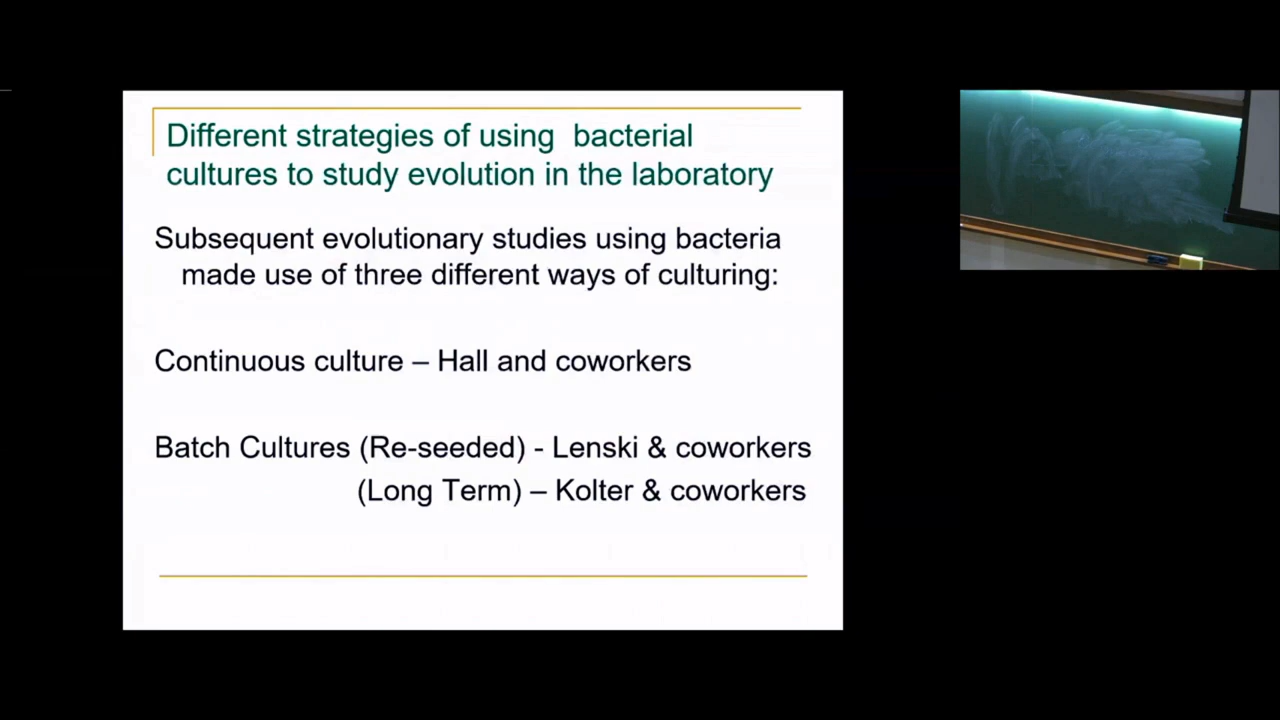 Different strategies of using bacterial
cultures to study evolution in the laboratory
Subsequent evolutionary studies using bacteria
made use of three different ways of culturing:
Continuous culture – Hall and coworkers
Batch Cultures (Re-seeded) - Lenski & coworkers
(Long Term) – Kolter & coworkers